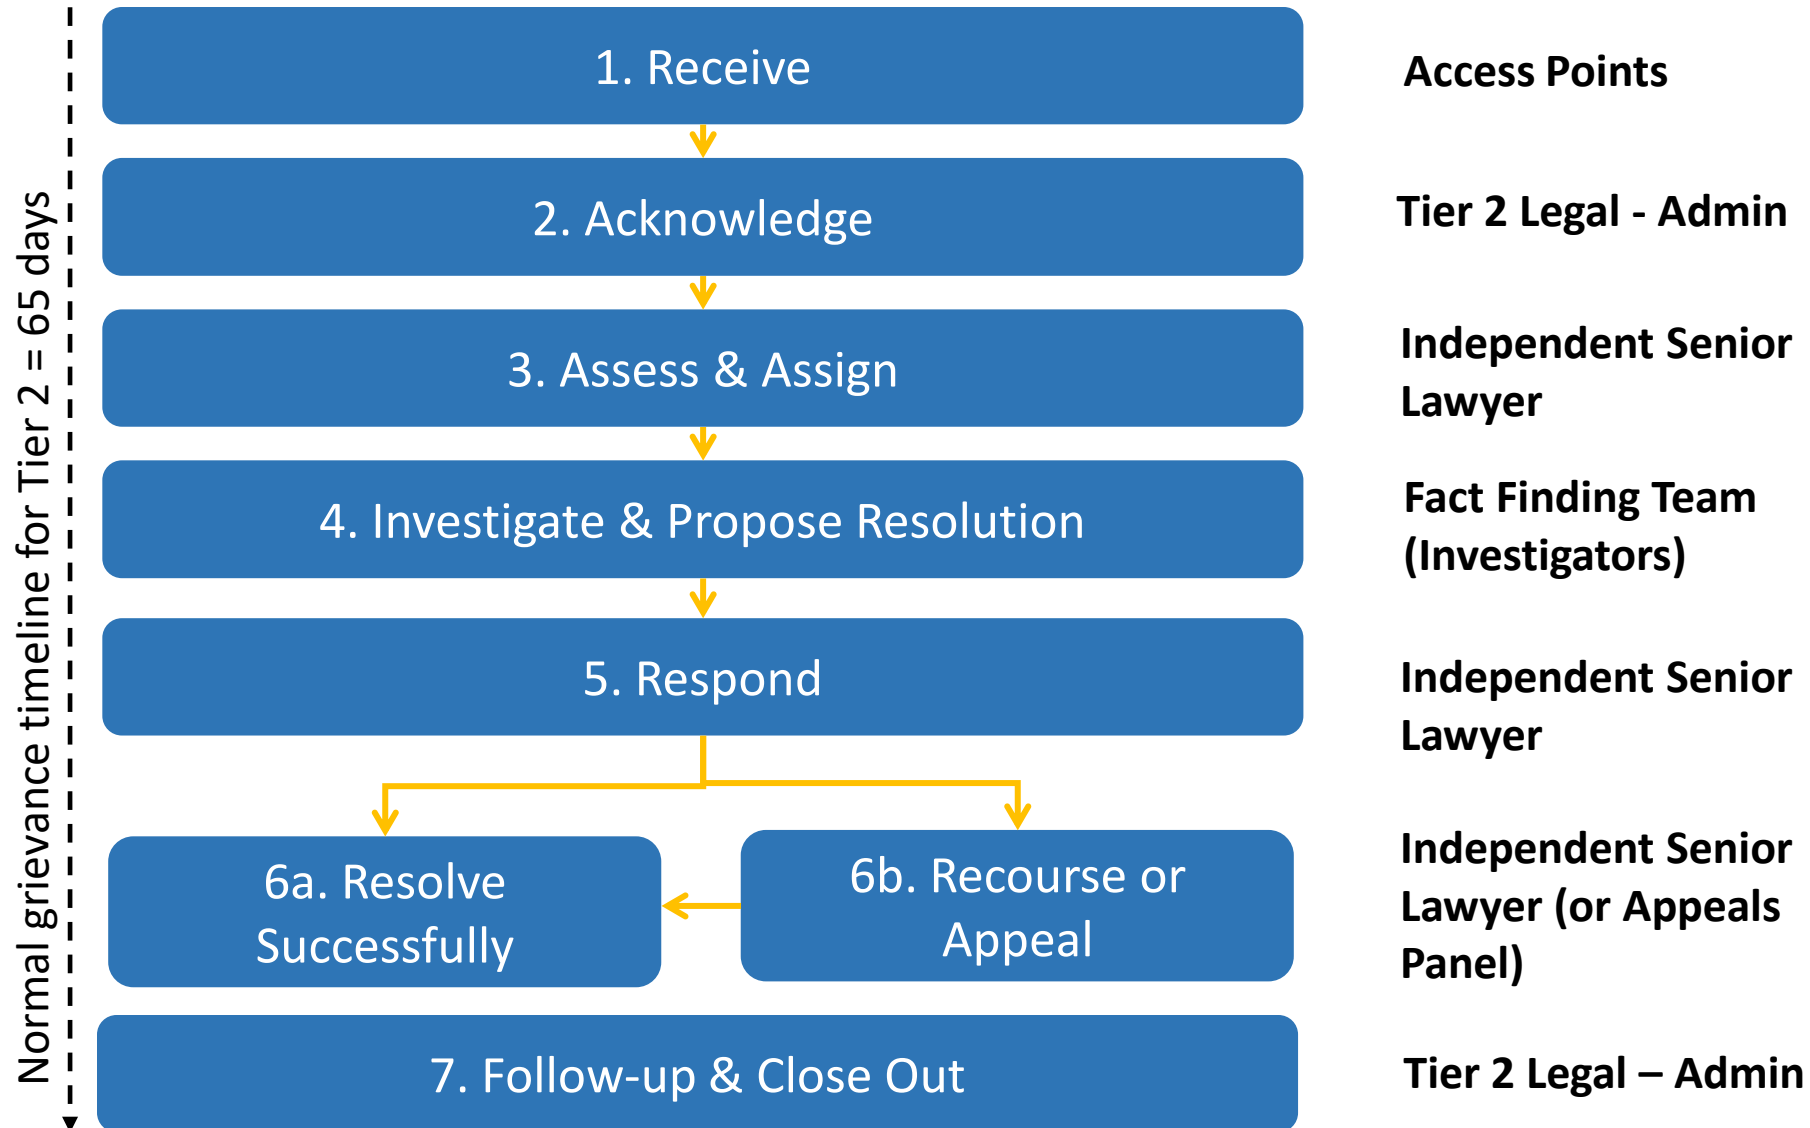 Normal grievance timeline for Tier 2 = 65 days
1. Receive
Access Points
2. Acknowledge
Tier 2 Legal - Admin
3. Assess & Assign
Independent Senior
Lawyer
4. Investigate & Propose Resolution
Fact Finding Team
(Investigators)
5. Respond
Independent Senior
Lawyer
6a. Resolve
Successfully
6b. Recourse or
Appeal
Independent Senior
Lawyer (or Appeals
Panel)
7. Follow-up & Close Out
Tier 2 Legal – Admin